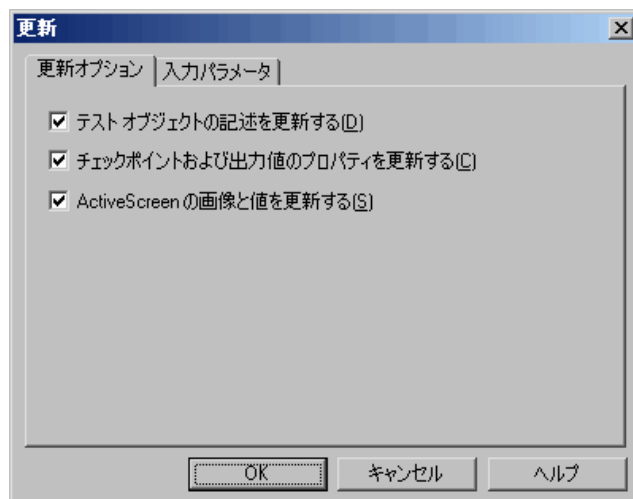 更新
更新オプション 入力パラメータ
テスト オブジェクトの記述を更新する(D)
チェックポイントおよび出力値のプロパティを更新する(C)
ActiveScreen の画像と値を更新する(S)
OK キャンセル ヘルプ